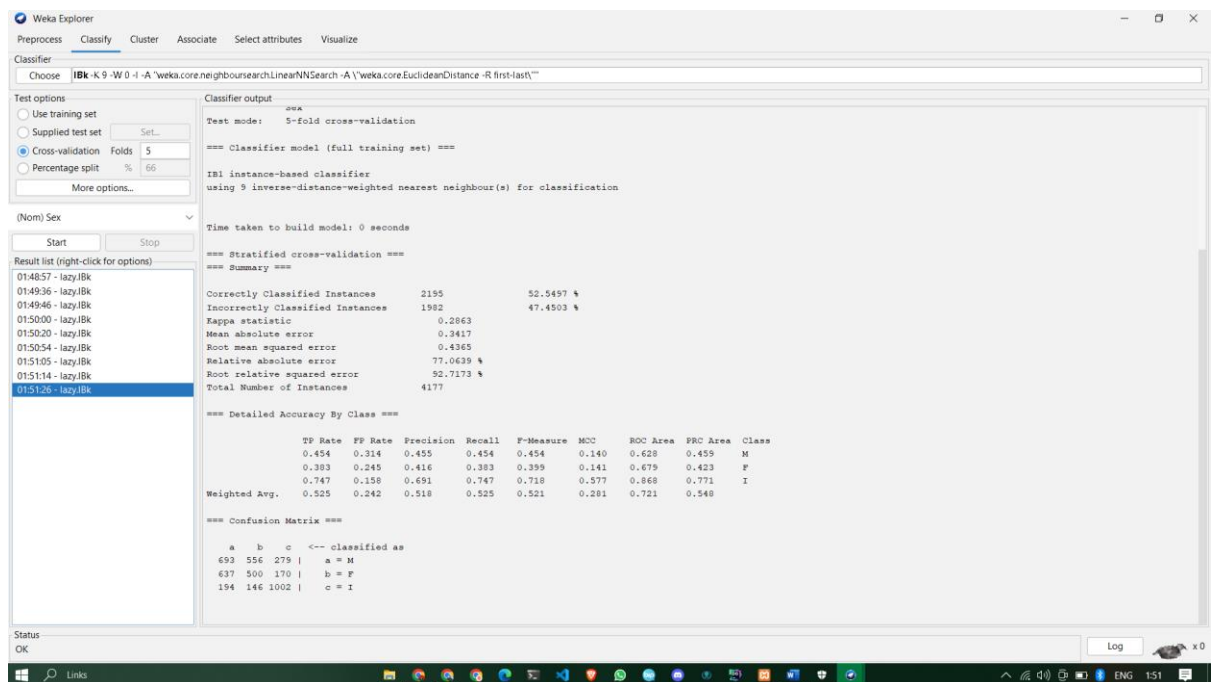 Weka Explorer
Preprocess Classify Cluster Associate Select attributes Visualize
Classifier
Choose IBk -K 9 -W 0 -I -A "weka.core.neighboursearch.LinearNNSearch -A \"weka.core.EuclideanDistance -R first-last\""
Test options
Use training set
Supplied test set Set...
Cross-validation Folds 5
Percentage split % 66
More options...
(Nom) Sex
Start Stop
Result list (right-click for options)
01:48:57 - lazy.IBk
01:49:36 - lazy.IBk
01:49:46 - lazy.IBk
01:50:00 - lazy.IBk
01:50:20 - lazy.IBk
01:50:54 - lazy.IBk
01:51:05 - lazy.IBk
01:51:14 - lazy.IBk
01:51:26 - lazy.IBk
Classifier output
Sex
Test mode: 5-fold cross-validation
=== Classifier model (full training set) ===
IB1 instance-based classifier
using 9 inverse-distance-weighted nearest neighbour(s) for classification
Time taken to build model: 0 seconds
=== Stratified cross-validation ===
=== Summary ===
Correctly Classified Instances 2195 52.5497 %
Incorrectly Classified Instances 1982 47.4503 %
Kappa statistic 0.2863
Mean absolute error 0.3417
Root mean squared error 0.4365
Relative absolute error 77.0639 %
Root relative squared error 92.7173 %
Total Number of Instances 4177
=== Detailed Accuracy By Class ===
TP Rate FP Rate Precision Recall F-Measure MCC ROC Area PRC Area Class
0.454 0.314 0.455 0.454 0.454 0.140 0.628 0.459 M
0.383 0.245 0.416 0.383 0.399 0.141 0.679 0.423 F
0.747 0.158 0.691 0.747 0.718 0.577 0.868 0.771 I
Weighted Avg. 0.525 0.242 0.518 0.525 0.521 0.281 0.721 0.548
=== Confusion Matrix ===
a b c <-- classified as
693 556 279 | a = M
637 500 170 | b = F
194 146 1002 | c = I
Status
OK
Log x 0
Links
ENG 1:51